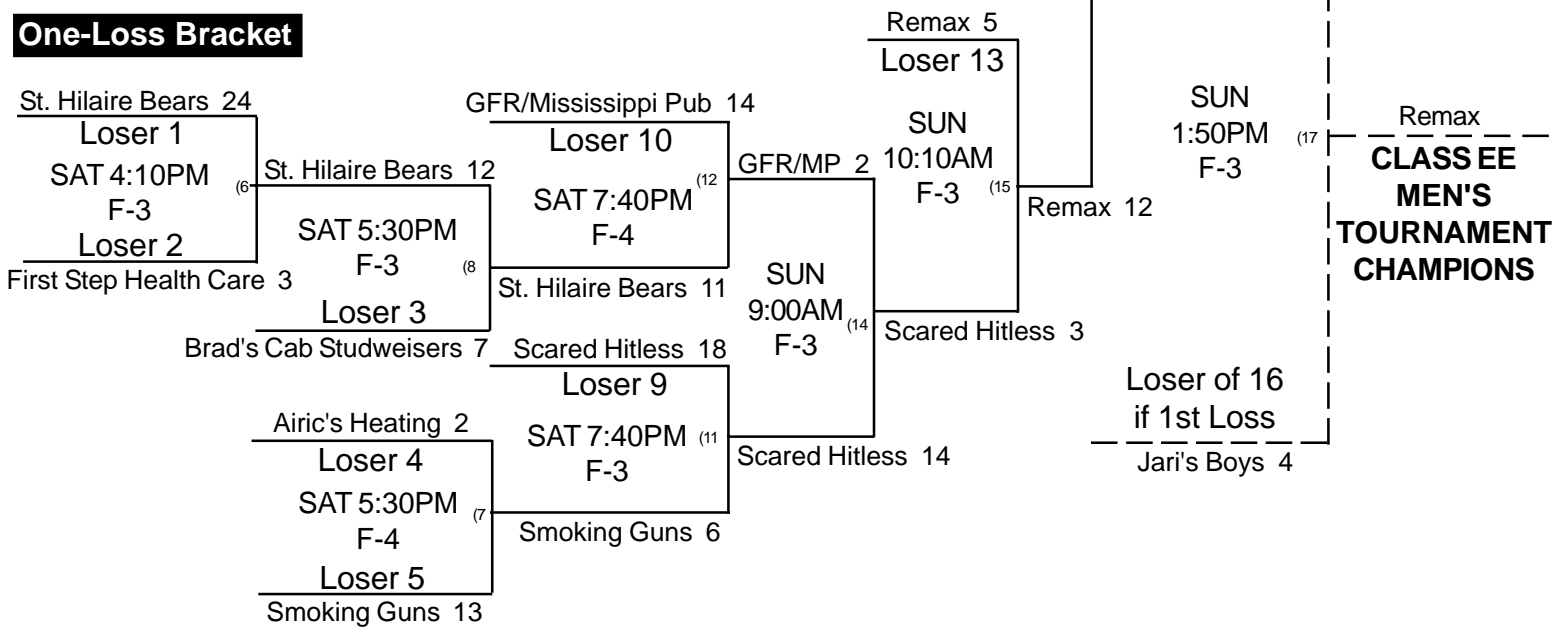 One-Loss Bracket
St. Hilaire Bears 24
Loser 1
SAT 4:10PM
F-3
(6
Loser 2
First Step Health Care 3
St. Hilaire Bears 12
SAT 5:30PM
F-3
(8
Loser 3
Brad's Cab Studweisers 7
Airic's Heating 2
Loser 4
SAT 5:30PM
F-4
(7
Loser 5
Smoking Guns 13
GFR/Mississippi Pub 14
Loser 10
SAT 7:40PM
F-4
(12
St. Hilaire Bears 11
Scared Hitless 18
Loser 9
SAT 7:40PM
F-3
(11
Smoking Guns 6
GFR/MP 2
SUN
9:00AM
F-3
(14
Scared Hitless 14
Remax 5
Loser 13
SUN
10:10AM
F-3
(15
Scared Hitless 3
Remax 12
SUN
1:50PM
F-3
(17
Loser of 16
if 1st Loss
Jari's Boys 4
Remax
CLASS EE
MEN'S
TOURNAMENT
CHAMPIONS